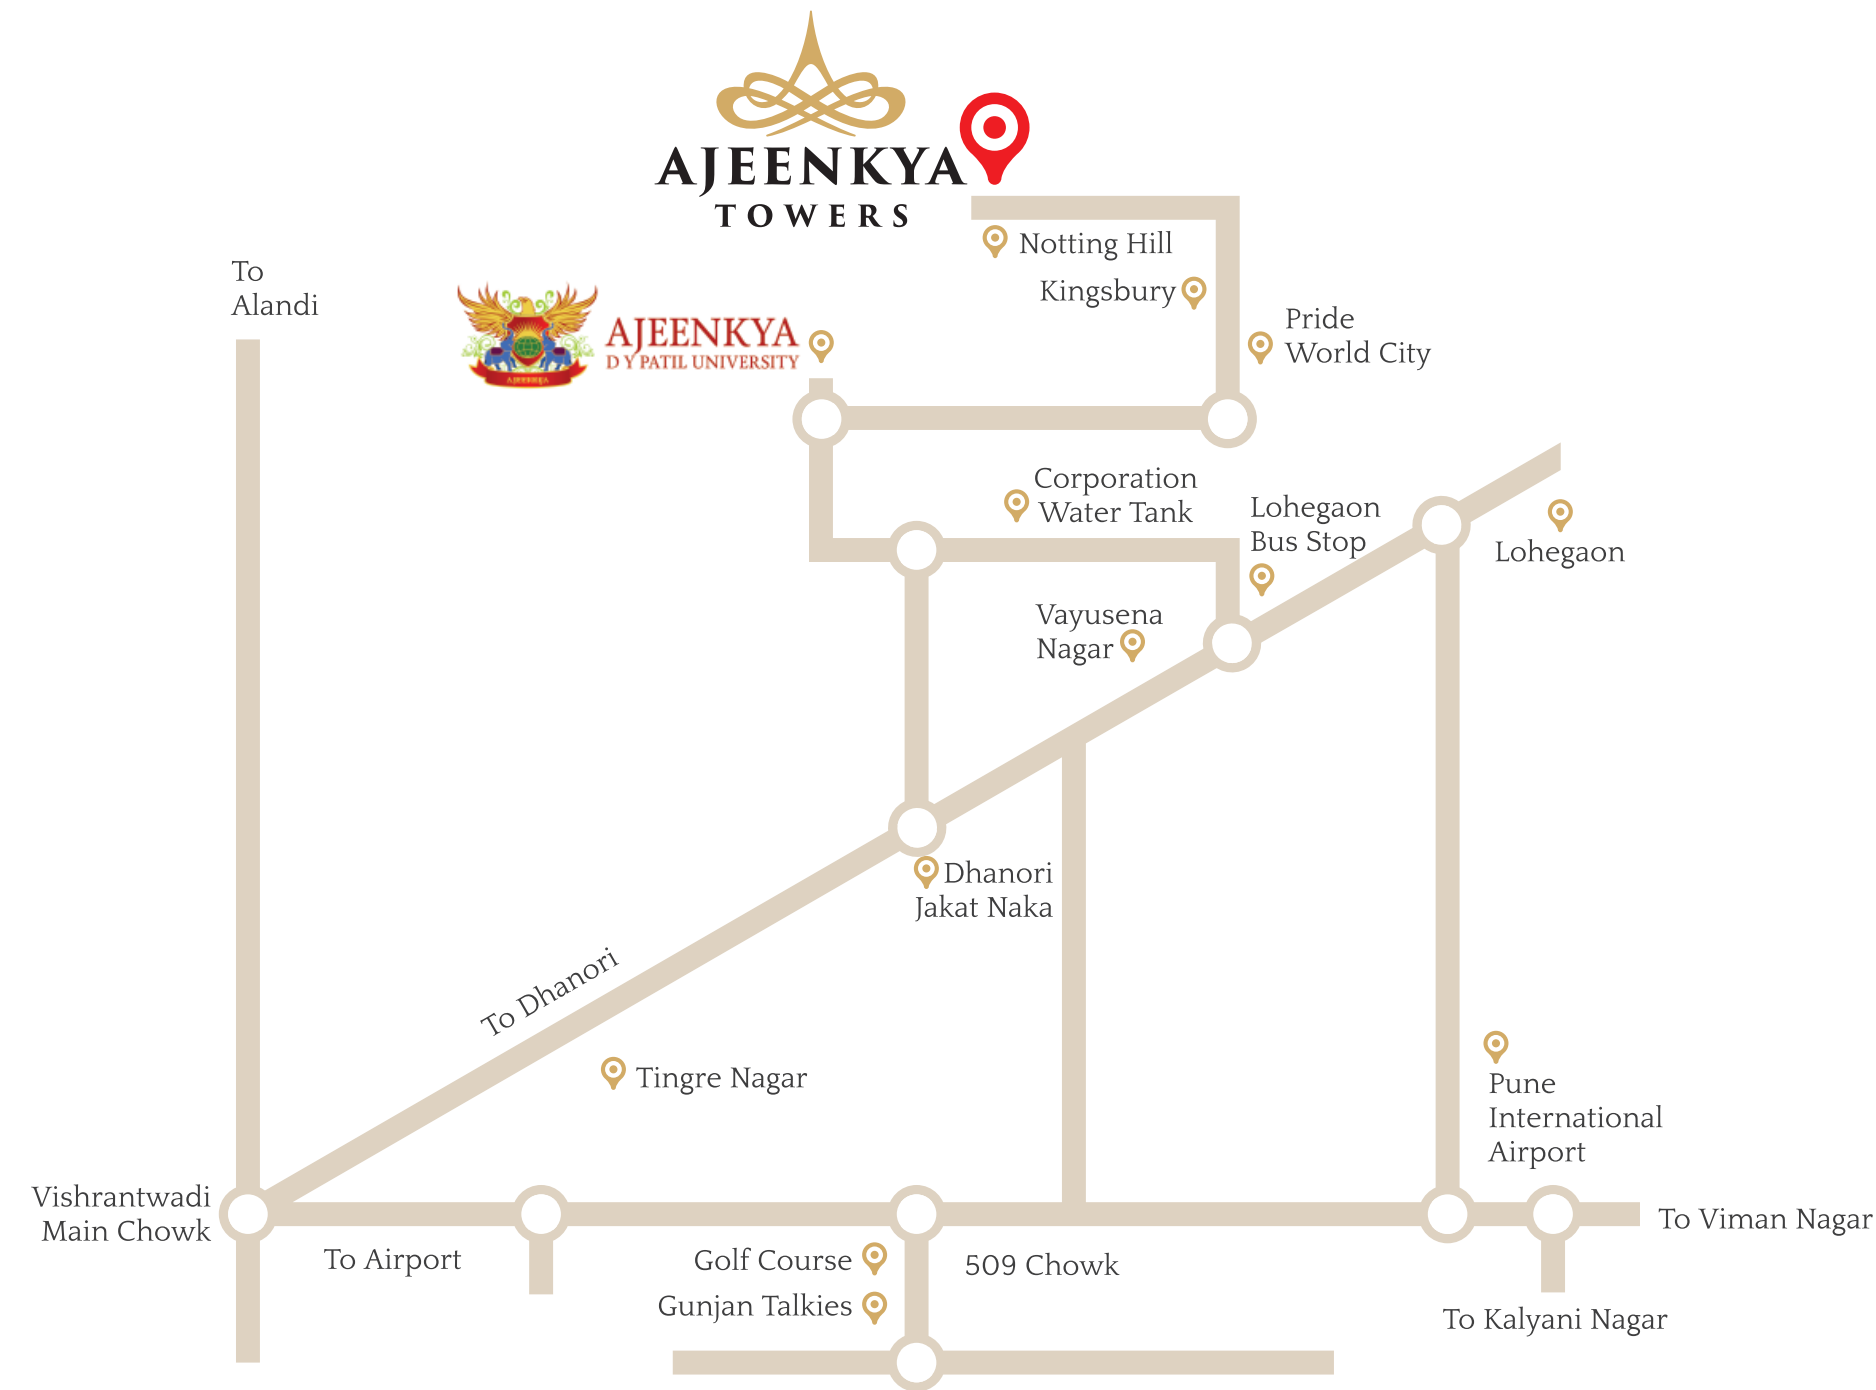 AJEENKYA
TOWERS
Notting Hill
Kingsbury
To
Alandi
AJEENKYA
D Y PATIL UNIVERSITY
AJEENKYA
Pride
World City
Corporation
Water Tank
Lohegaon
Bus Stop
Lohegaon
Vayusena
Nagar
Dhanori
Jakat Naka
To Dhanori
Tingre Nagar
Pune
International
Airport
Vishrantwadi
Main Chowk
To Viman Nagar
To Airport
Golf Course
509 Chowk
Gunjan Talkies
To Kalyani Nagar